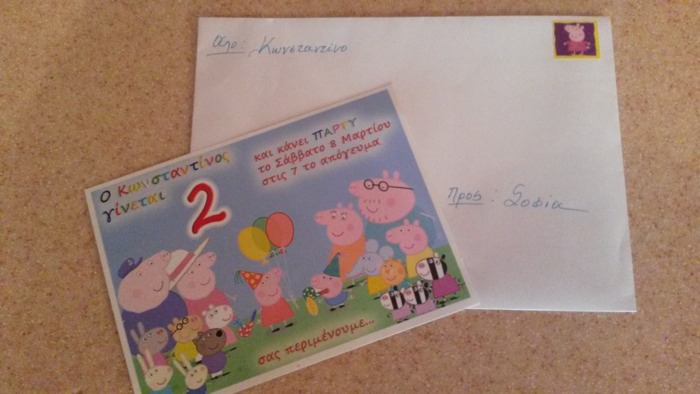 Από: Κωνσταντίνο
Προς: Σοφία
Ο Κωνσταντίνος
γίνεται 2
και κάνει ΠΑΡΤΥ
το Σάββατο 8 Μαρτίου
στις 7 το απόγευμα
σας περιμένουμε...